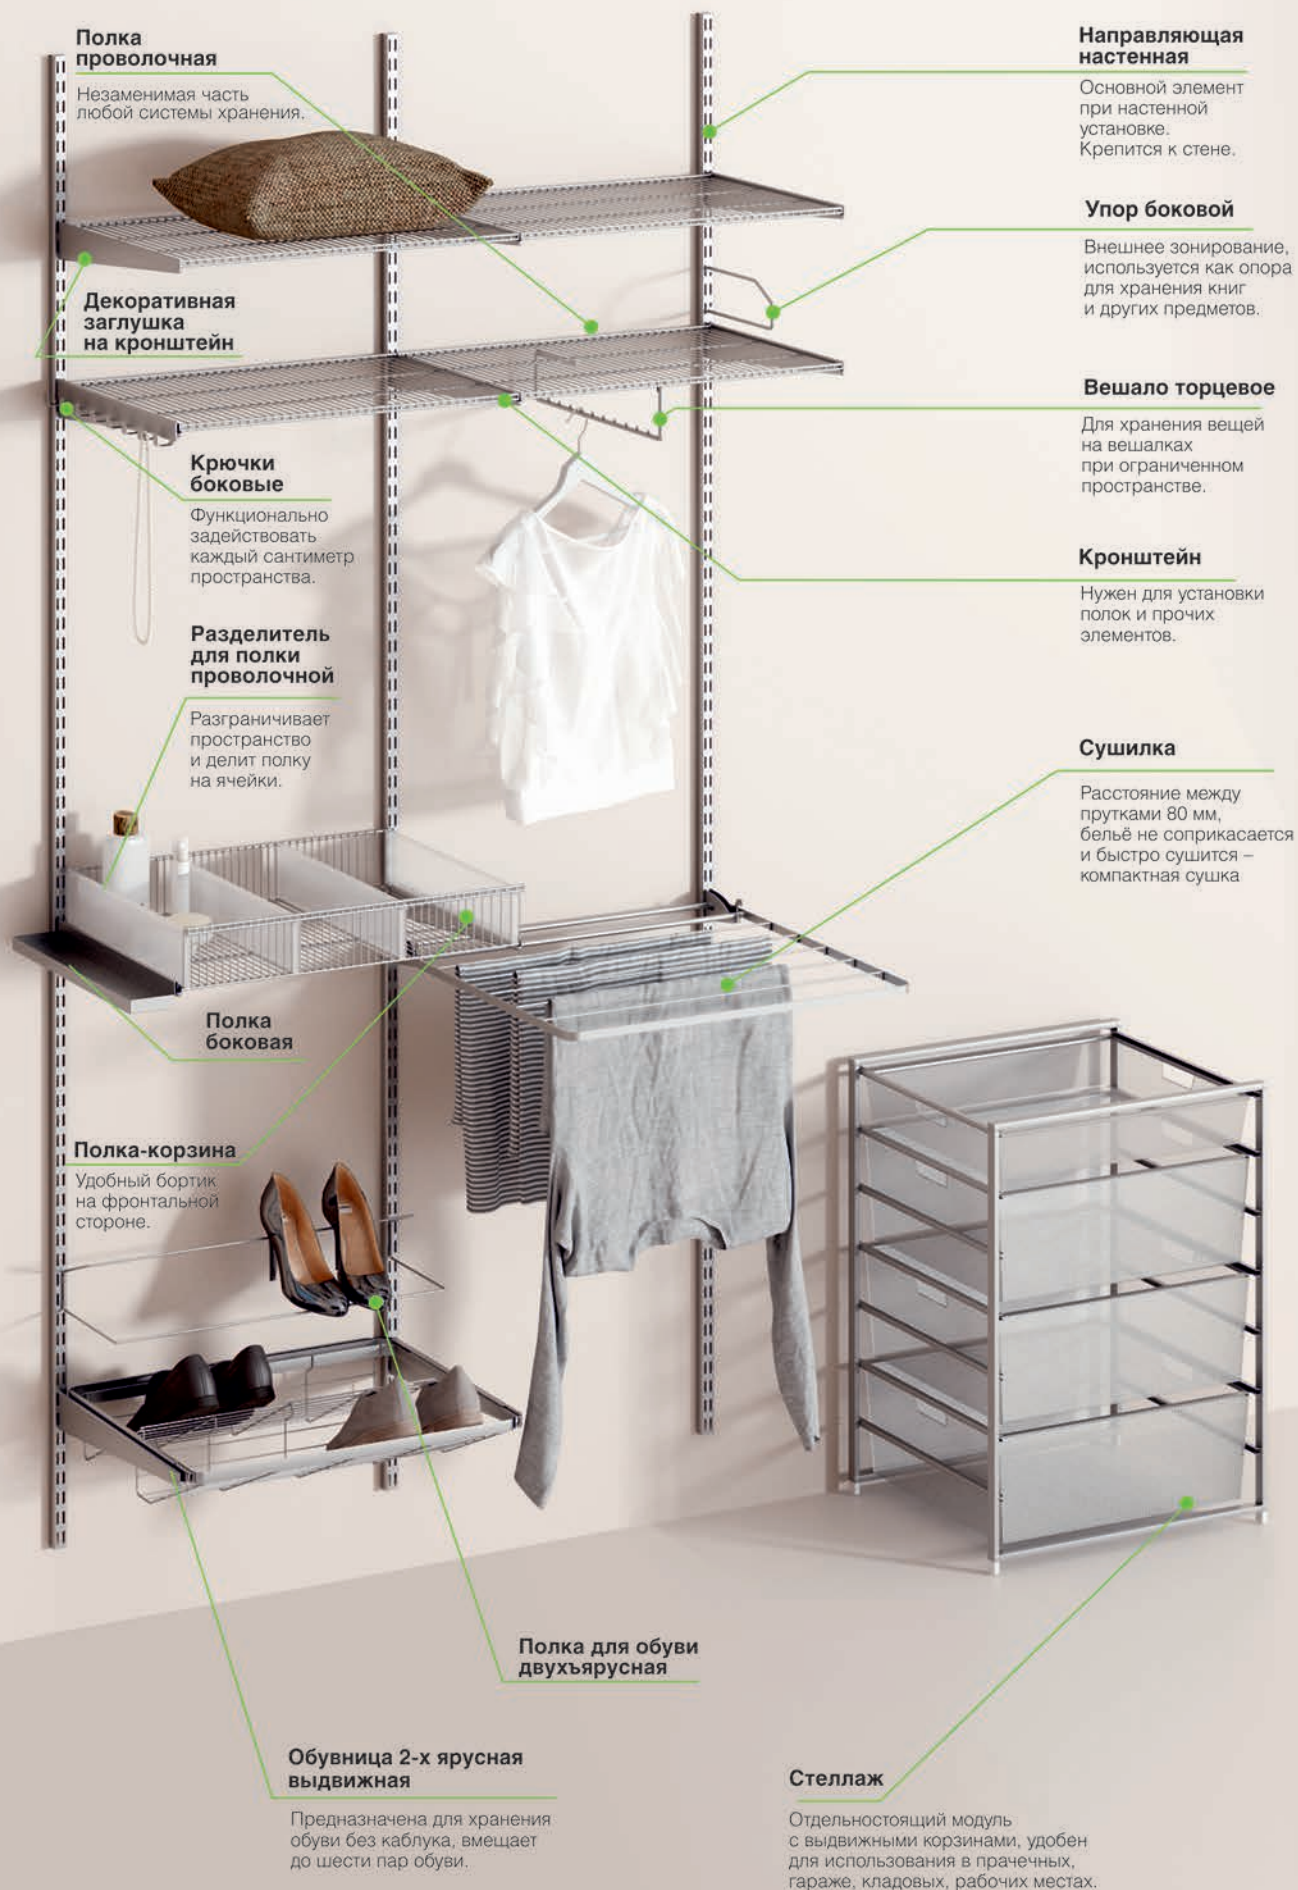 Полка
проволочная
Незаменимая часть
любой системы хранения.
Направляющая
настенная
Основной элемент
при настенной
установке.
Крепится к стене.
Упор боковой
Внешнее зонирование,
используется как опора
для хранения книг
и других предметов.
Декоративная
заглушка
на кронштейн
Вешало торцевое
Для хранения вещей
на вешалках
при ограниченном
пространстве.
Крючки
боковые
Функционально
задействовать
каждый сантиметр
пространства.
Кронштейн
Нужен для установки
полок и прочих
элементов.
Разделитель
для полки
проволочной
Разграничивает
пространство
и делит полку
на ячейки.
Сушилка
Расстояние между
прутками 80 мм,
бельё не соприкасается
и быстро сушится –
компактная сушка
Полка
боковая
Полка-корзина
Удобный бортик
на фронтальной
стороне.
Полка для обуви
двухъярусная
Обувница 2-х ярусная
выдвижная
Предназначена для хранения
обуви без каблука, вмещает
до шести пар обуви.
Стеллаж
Отдельностоящий модуль
с выдвижными корзинами, удобен
для использования в прачечных,
гараже, кладовых, рабочих местах.